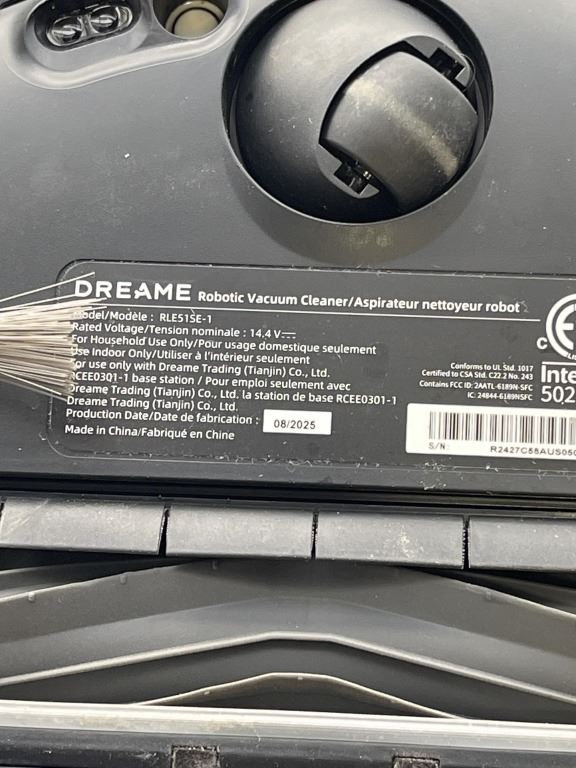 DREAME Robotic Vacuum Cleaner/Aspirateur nettoyeur robot
Model/Modèle : RLE51SE-1
Rated Voltage/Tension nominale : 14,4 V⎓
For Household Use Only/Pour usage domestique seulement
Use Indoor Only/Utiliser à l'intérieur seulement
For use only with Dreame Trading (Tianjin) Co., Ltd.
RCEE0301-1 base station / Pour emploi seulement avec
Dreame Trading (Tianjin) Co., Ltd. la station de base RCEE0301-1
Dreame Trading (Tianjin) Co., Ltd.
Production Date/Date de fabrication : 08/2025
Made in China/Fabriqué en Chine
C
Conforms to UL Std. 1017
Certified to CSA Std. C22.2 No. 243
Contains FCC ID: 2AATL-6189N-SFC
IC: 24844-6189NSFC
Inte
502
S/N: R2427C58AUS05